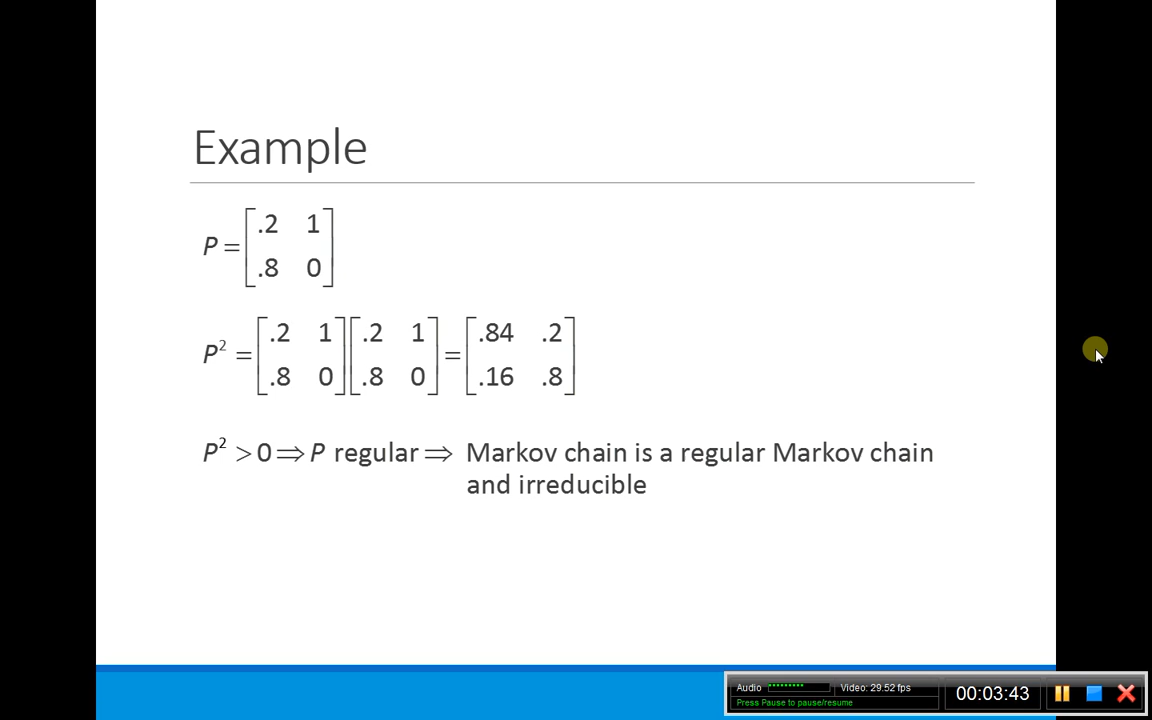 Example
P = [ .2 1 ; .8 0 ]
P² = [ .2 1 ; .8 0 ] [ .2 1 ; .8 0 ] = [ .84 .2 ; .16 .8 ]
P² > 0 ⇒ P regular ⇒ Markov chain is a regular Markov chain
and irreducible
Audio Video: 29.52 fps
Press Pause to pause/resume
00:03:43